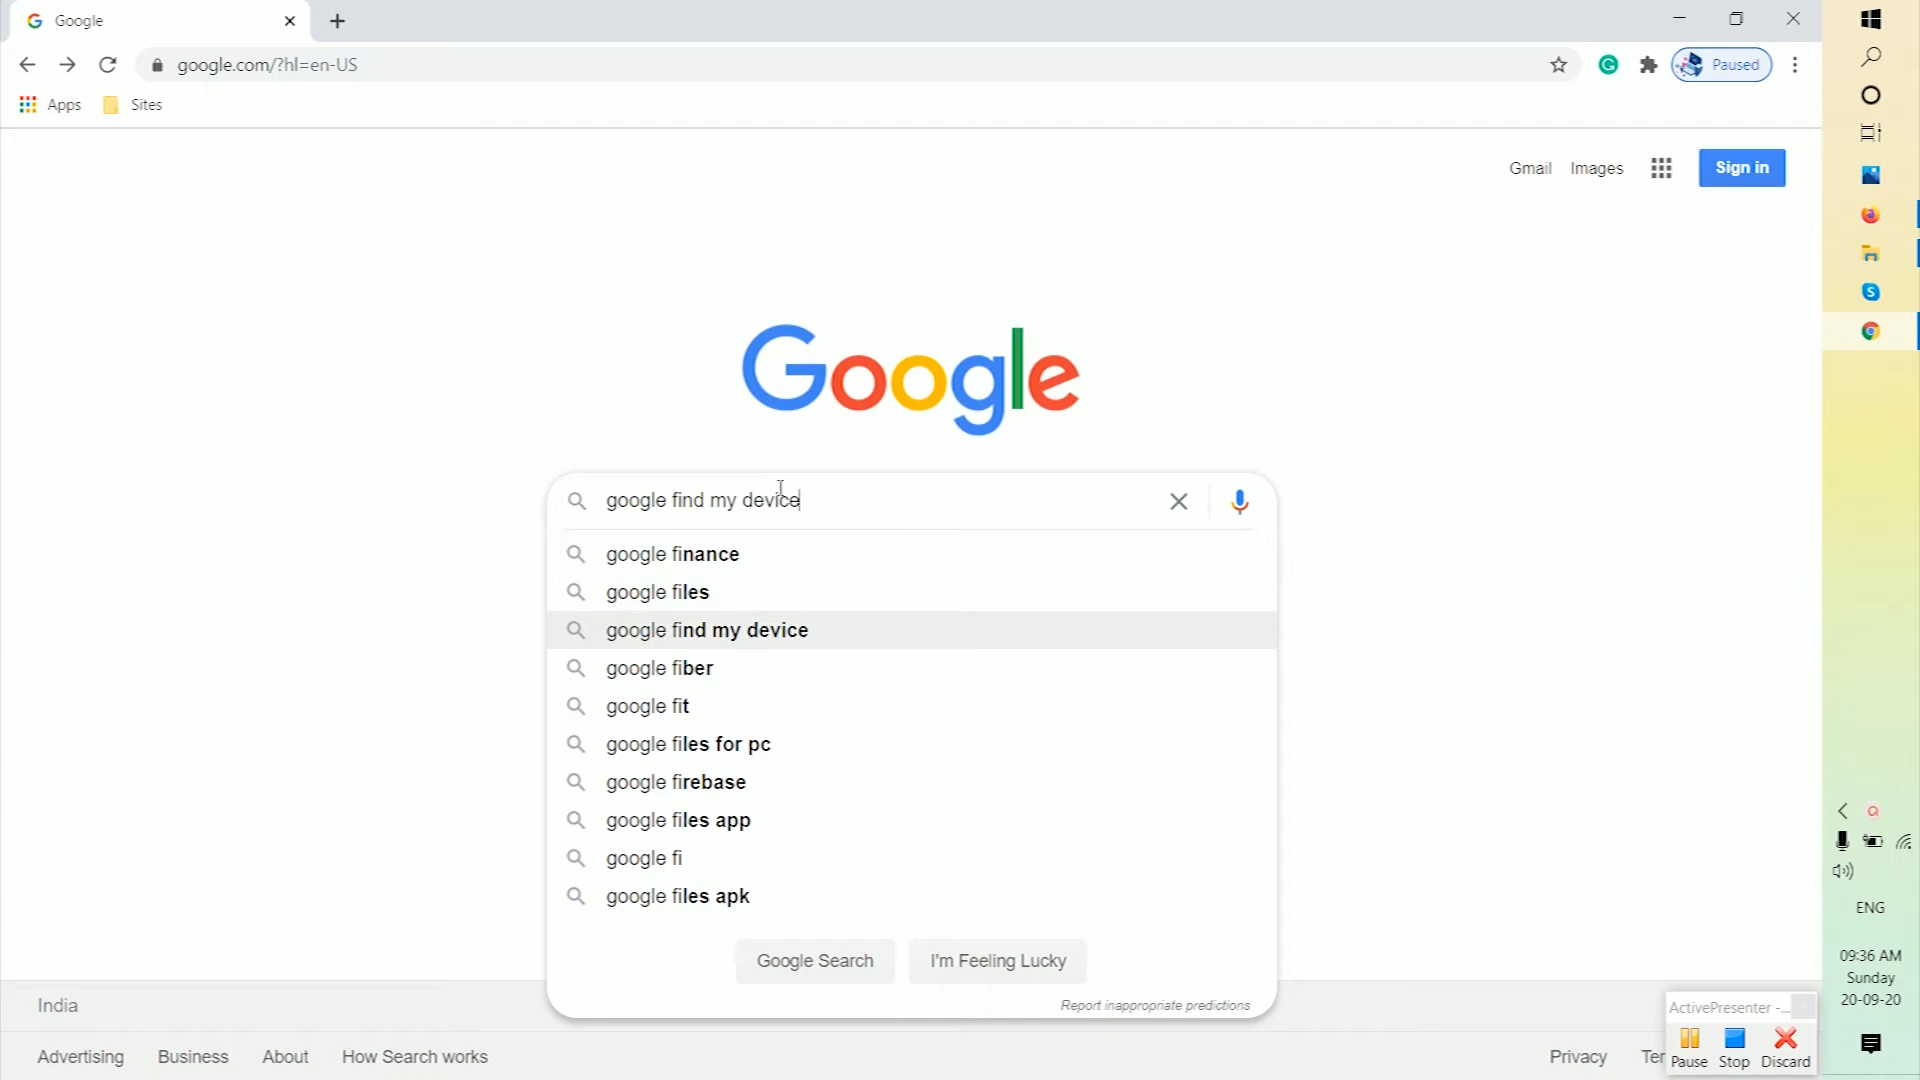 Google
google.com/?hl=en-US
Paused
Apps
Sites
Gmail
Images
Sign in
Google
google find my device
google finance
google files
google find my device
google fiber
google fit
google files for pc
google firebase
google files app
google fi
google files apk
Google Search
I'm Feeling Lucky
Report inappropriate predictions
India
Advertising
Business
About
How Search works
Privacy
Ter
ActivePresenter -...
Pause
Stop
Discard
ENG
09:36 AM
Sunday
20-09-20